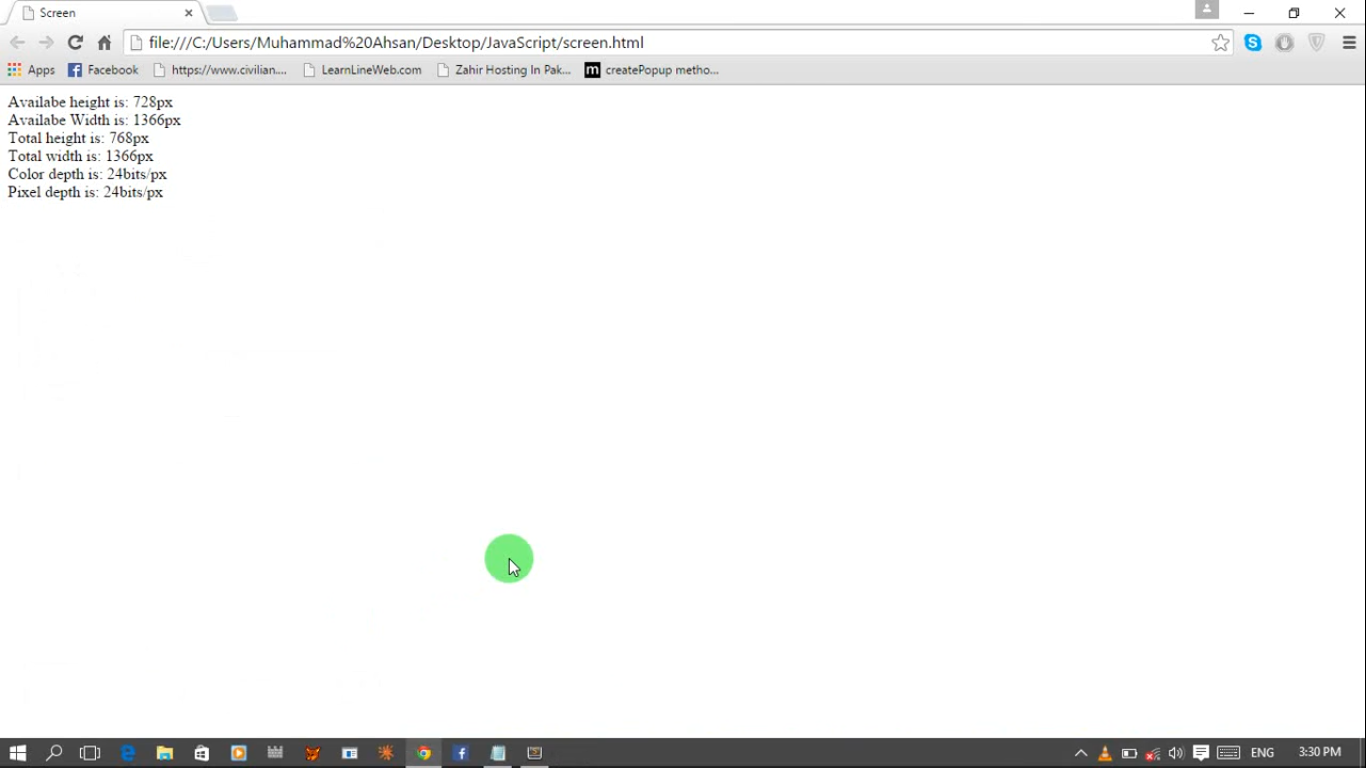 Screen
file:///C:/Users/Muhammad%20Ahsan/Desktop/JavaScript/screen.html
Apps Facebook https://www.civilian.... LearnLineWeb.com Zahir Hosting In Pak... m createPopup metho...
Availabe height is: 728px
Availabe Width is: 1366px
Total height is: 768px
Total width is: 1366px
Color depth is: 24bits/px
Pixel depth is: 24bits/px
ENG 3:30 PM